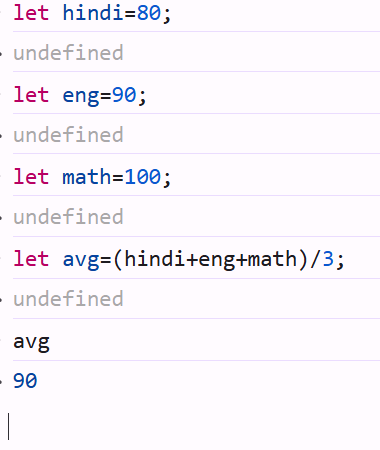 let hindi=80;
undefined
let eng=90;
undefined
let math=100;
undefined
let avg=(hindi+eng+math)/3;
undefined
avg
90